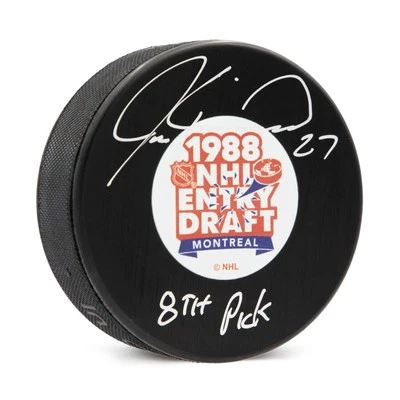 27
1988
NHL
ENTRY
DRAFT
MONTREAL
© NHL
8TH Pick